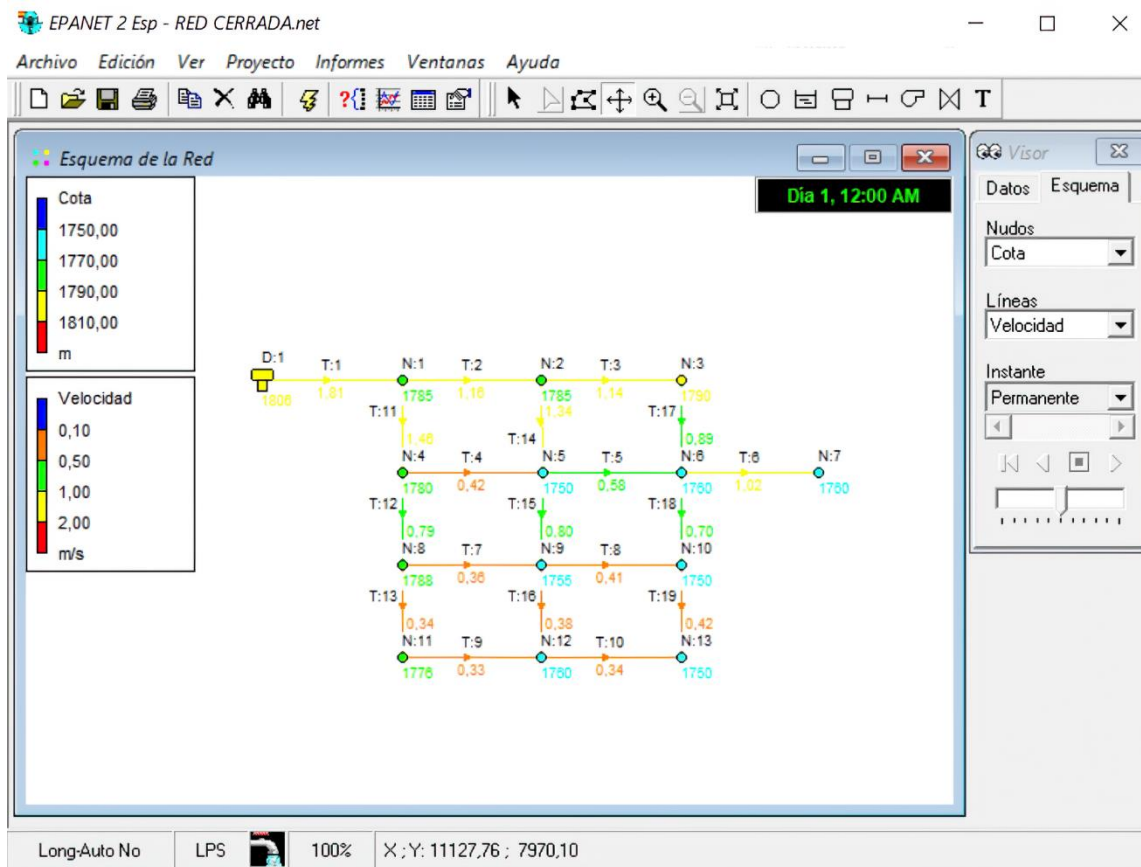 EPANET 2 Esp - RED CERRADA.net
Archivo Edición Ver Proyecto Informes Ventanas Ayuda
T
Esquema de la Red
Cota
1750,00
1770,00
1790,00
1810,00
m
Velocidad
0,10
0,50
1,00
2,00
m/s
Día 1, 12:00 AM
D:1 T:1 N:1 T:2 N:2 T:3 N:3
1806 1,81 1785 1,16 1785 1,14 1790
T:11 1,46 T:14 1,34 T:17 0,89
N:4 T:4 N:5 T:5 N:6 T:6 N:7
1780 0,42 1750 0,58 1760 1,02 1760
T:12 0,79 T:15 0,80 T:18 0,70
N:8 T:7 N:9 T:8 N:10
1788 0,36 1755 0,41 1750
T:13 0,34 T:16 0,38 T:19 0,42
N:11 T:9 N:12 T:10 N:13
1776 0,33 1760 0,34 1750
Visor
Datos Esquema
Nudos
Cota
Líneas
Velocidad
Instante
Permanente
Long-Auto No LPS 100% X ; Y: 11127,76 ; 7970,10